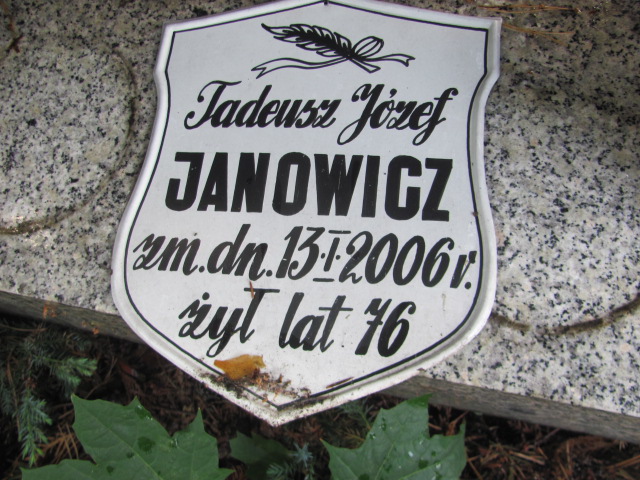 Tadeusz Józef
JANOWICZ
zm. dn. 13·I·2006 r.
żył lat 76